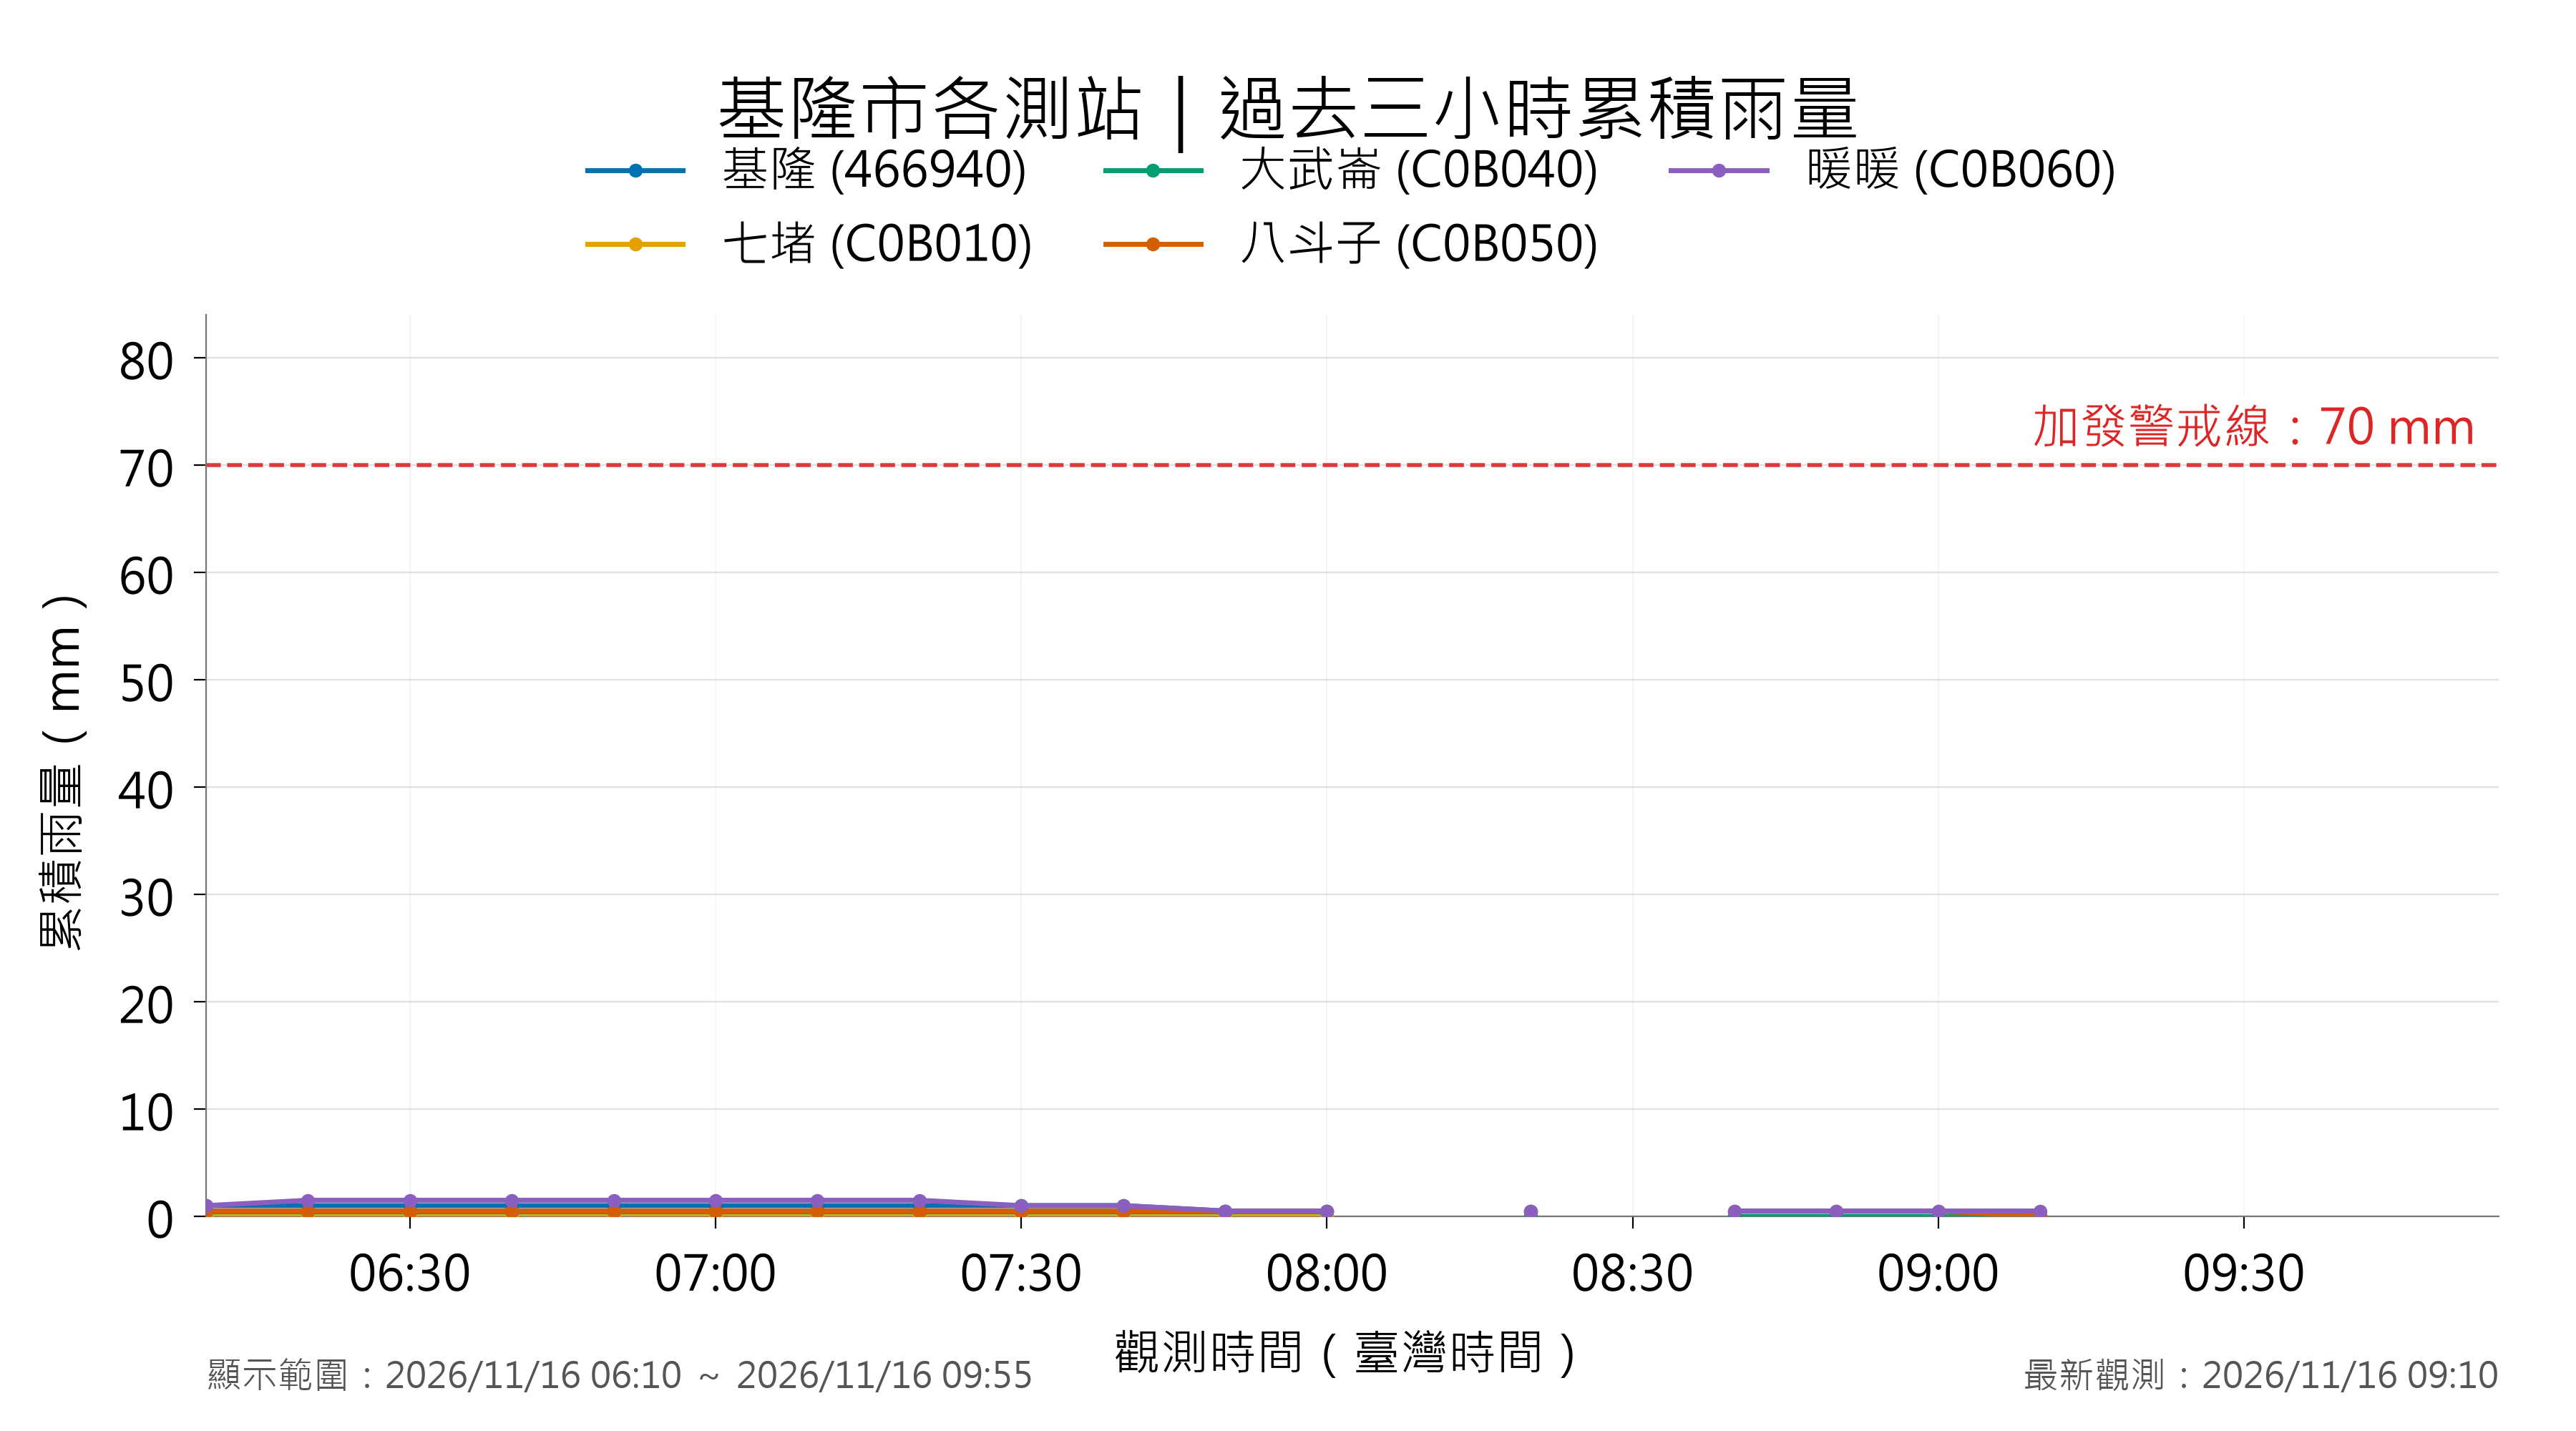 基隆市各測站｜過去三小時累積雨量
基隆 (466940)
大武崙 (C0B040)
暖暖 (C0B060)
七堵 (C0B010)
八斗子 (C0B050)
80
加發警戒線：70 mm
70
60
50
40
30
20
10
0
累積雨量（mm）
06:30
07:00
07:30
08:00
08:30
09:00
09:30
觀測時間（臺灣時間）
顯示範圍：2026/11/16 06:10 ~ 2026/11/16 09:55
最新觀測：2026/11/16 09:10